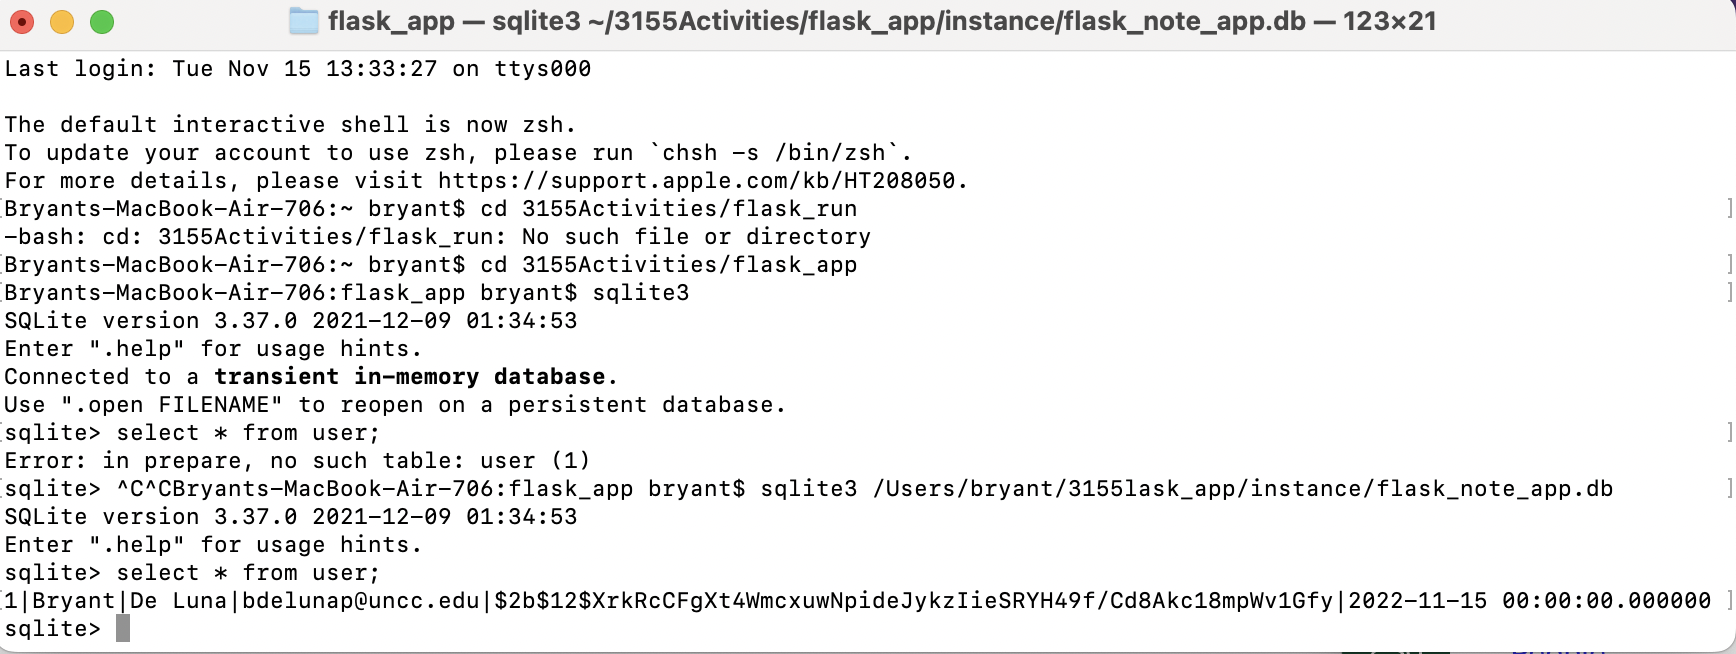 flask_app — sqlite3 ~/3155Activities/flask_app/instance/flask_note_app.db — 123×21
Last login: Tue Nov 15 13:33:27 on ttys000
The default interactive shell is now zsh.
To update your account to use zsh, please run `chsh -s /bin/zsh`.
For more details, please visit https://support.apple.com/kb/HT208050.
[Bryants-MacBook-Air-706:~ bryant$ cd 3155Activities/flask_run ]
-bash: cd: 3155Activities/flask_run: No such file or directory
[Bryants-MacBook-Air-706:~ bryant$ cd 3155Activities/flask_app ]
[Bryants-MacBook-Air-706:flask_app bryant$ sqlite3 ]
SQLite version 3.37.0 2021-12-09 01:34:53
Enter ".help" for usage hints.
Connected to a transient in-memory database.
Use ".open FILENAME" to reopen on a persistent database.
[sqlite> select * from user; ]
Error: in prepare, no such table: user (1)
[sqlite> ^C^CBryants-MacBook-Air-706:flask_app bryant$ sqlite3 /Users/bryant/3155lask_app/instance/flask_note_app.db ]
SQLite version 3.37.0 2021-12-09 01:34:53
Enter ".help" for usage hints.
sqlite> select * from user;
[1|Bryant|De Luna|bdelunap@uncc.edu|$2b$12$XrkRcCFgXt4WmcxuwNpideJykzIieSRYH49f/Cd8Akc18mpWv1Gfy|2022-11-15 00:00:00.000000 ]
sqlite>